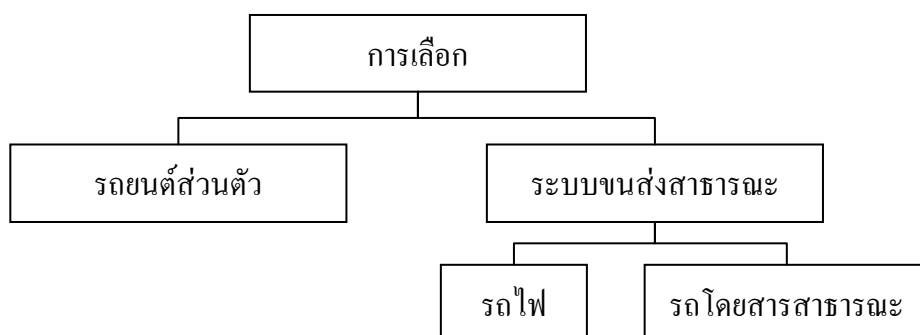 การเลือก
รถยนต์ส่วนตัว
ระบบขนส่งสาธารณะ
รถไฟ
รถโดยสารสาธารณะ